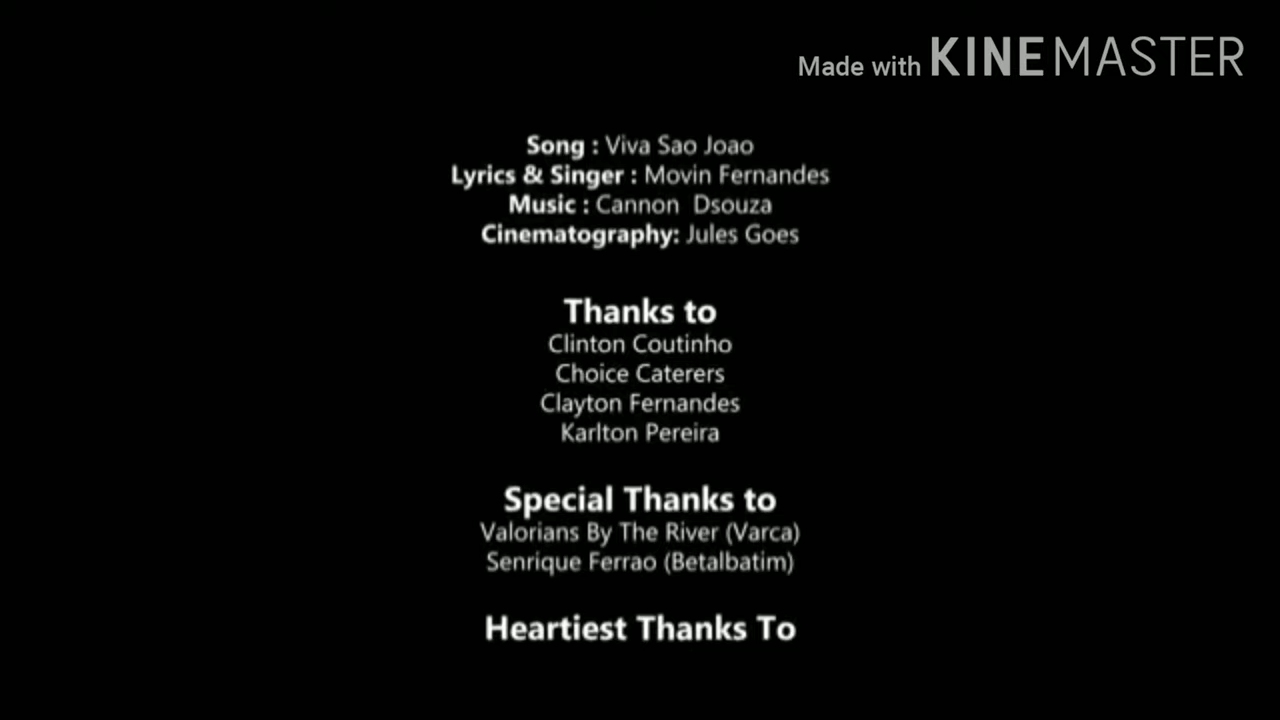 Made with KINEMASTER
Song : Viva Sao Joao
Lyrics & Singer : Movin Fernandes
Music : Cannon Dsouza
Cinematography: Jules Goes
Thanks to
Clinton Coutinho
Choice Caterers
Clayton Fernandes
Karlton Pereira
Special Thanks to
Valorians By The River (Varca)
Senrique Ferrao (Betalbatim)
Heartiest Thanks To